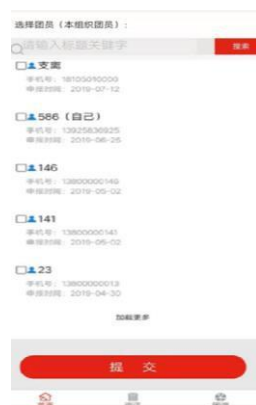 选择团员（本组织团员）:
请输入标题关键字
搜索
支熏
手机号: 18105010000
申报时间: 2019-07-12
586（自己）
手机号: 13925836925
申报时间: 2019-06-25
146
手机号: 13800000146
申报时间: 2019-05-02
141
手机号: 13800000141
申报时间: 2019-05-02
23
手机号: 13800000013
申报时间: 2019-04-30
加载更多
提 交